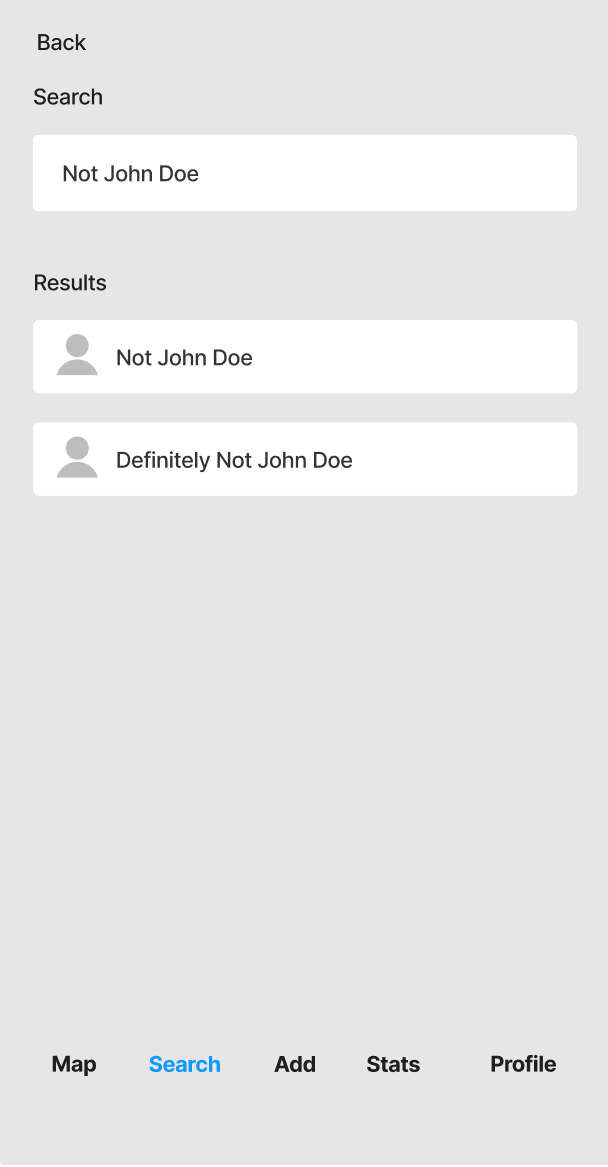 Back
Search
Not John Doe
Results
Not John Doe
Definitely Not John Doe
Map Search Add Stats Profile